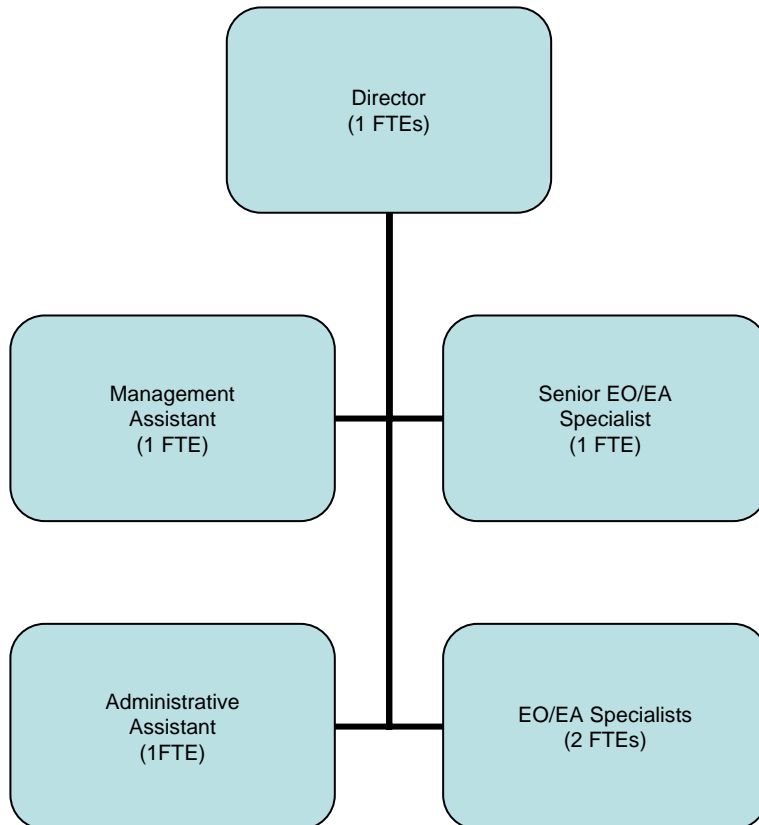 Director
(1 FTEs)
Management
Assistant
(1 FTE)
Senior EO/EA
Specialist
(1 FTE)
Administrative
Assistant
(1FTE)
EO/EA Specialists
(2 FTEs)